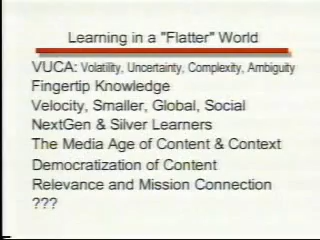 Learning in a "Flatter" World
VUCA: Volatility, Uncertainty, Complexity, Ambiguity
Fingertip Knowledge
Velocity, Smaller, Global, Social
NextGen & Silver Learners
The Media Age of Content & Context
Democratization of Content
Relevance and Mission Connection
???